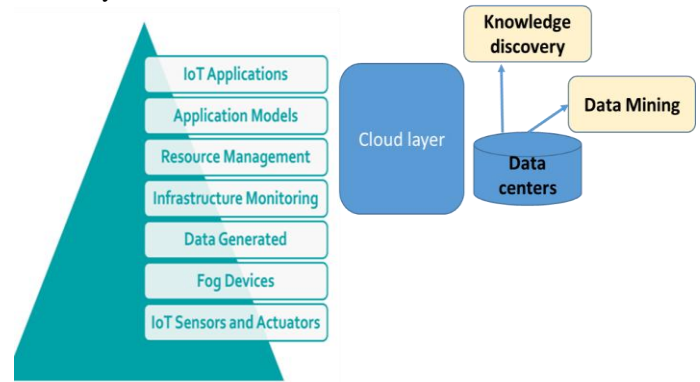 IoT Applications
Application Models
Resource Management
Infrastructure Monitoring
Data Generated
Fog Devices
IoT Sensors and Actuators
Cloud layer
Knowledge
discovery
Data Mining
Data
centers